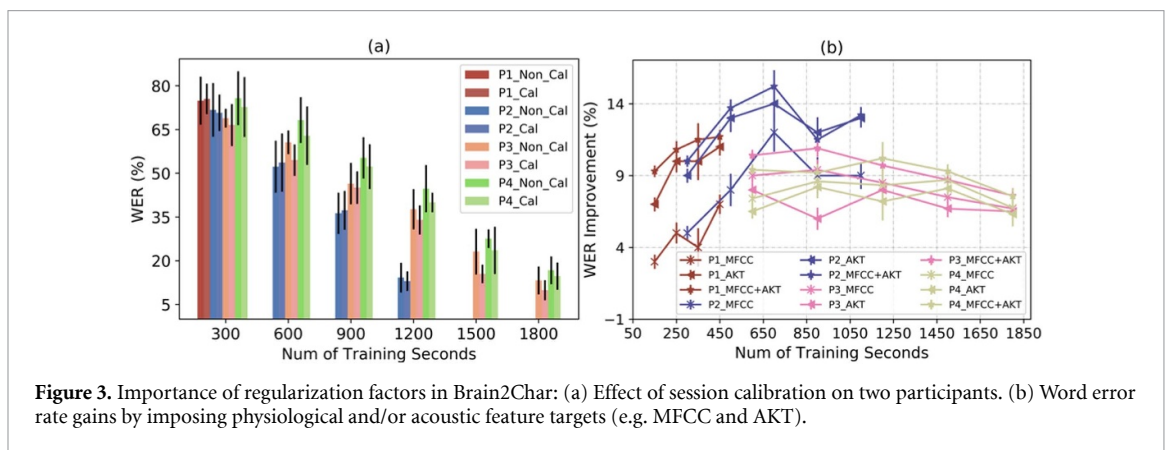 (a)
WER (%)
80
65
50
35
20
5
300 600 900 1200 1500 1800
Num of Training Seconds
P1_Non_Cal
P1_Cal
P2_Non_Cal
P2_Cal
P3_Non_Cal
P3_Cal
P4_Non_Cal
P4_Cal
(b)
WER Improvement (%)
14
9
4
−1
P1_MFCC P2_AKT P3_MFCC+AKT
P1_AKT P2_MFCC+AKT P4_MFCC
P1_MFCC+AKT P3_MFCC P4_AKT
P2_MFCC P3_AKT P4_MFCC+AKT
50 250 450 650 850 1050 1250 1450 1650 1850
Num of Training Seconds
Figure 3. Importance of regularization factors in Brain2Char: (a) Effect of session calibration on two participants. (b) Word error
rate gains by imposing physiological and/or acoustic feature targets (e.g. MFCC and AKT).